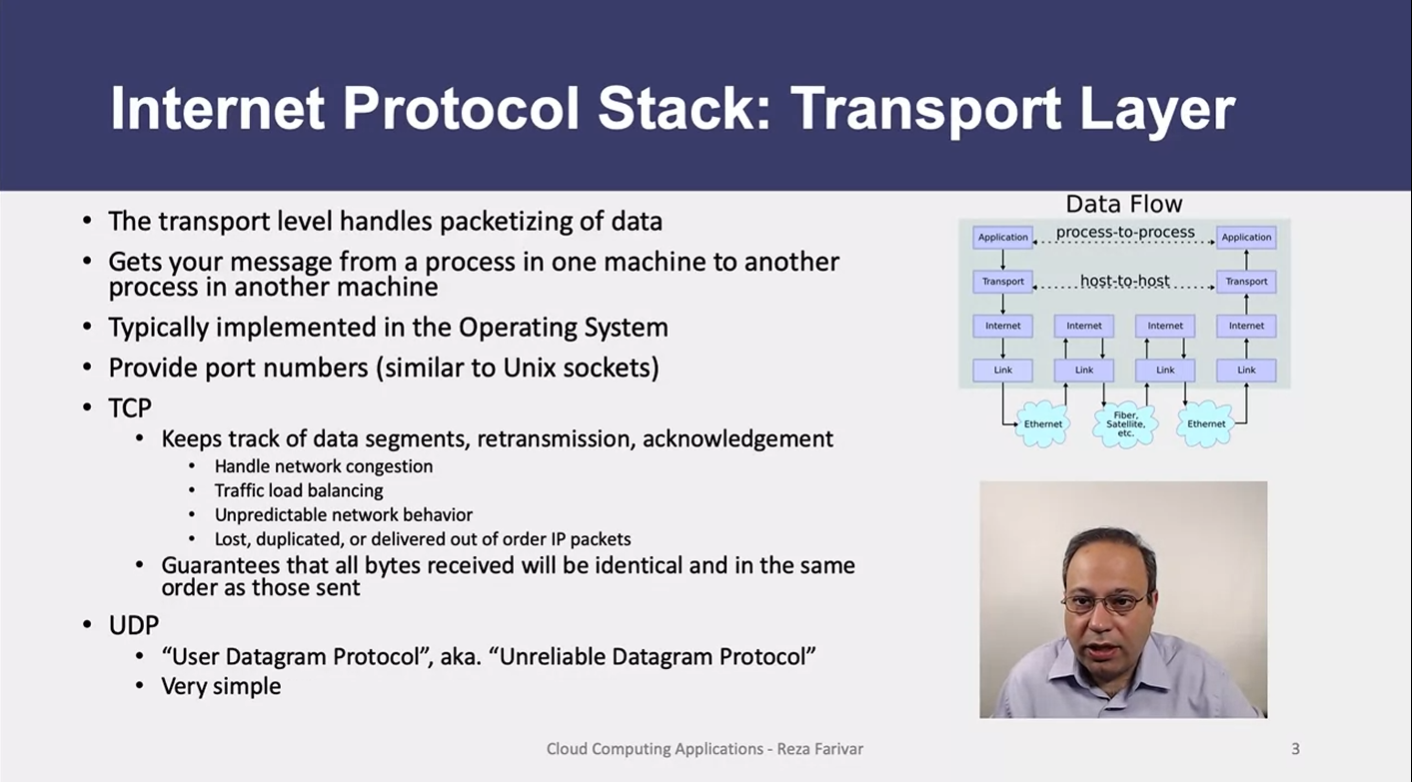 Internet Protocol Stack: Transport Layer
• The transport level handles packetizing of data
• Gets your message from a process in one machine to another
process in another machine
• Typically implemented in the Operating System
• Provide port numbers (similar to Unix sockets)
• TCP
• Keeps track of data segments, retransmission, acknowledgement
• Handle network congestion
• Traffic load balancing
• Unpredictable network behavior
• Lost, duplicated, or delivered out of order IP packets
• Guarantees that all bytes received will be identical and in the same
order as those sent
• UDP
• “User Datagram Protocol”, aka. “Unreliable Datagram Protocol”
• Very simple
Data Flow
Application process-to-process Application
Transport host-to-host Transport
Internet Internet Internet Internet
Link Link Link Link
Ethernet Fiber, Satellite, etc. Ethernet
Cloud Computing Applications - Reza Farivar
3